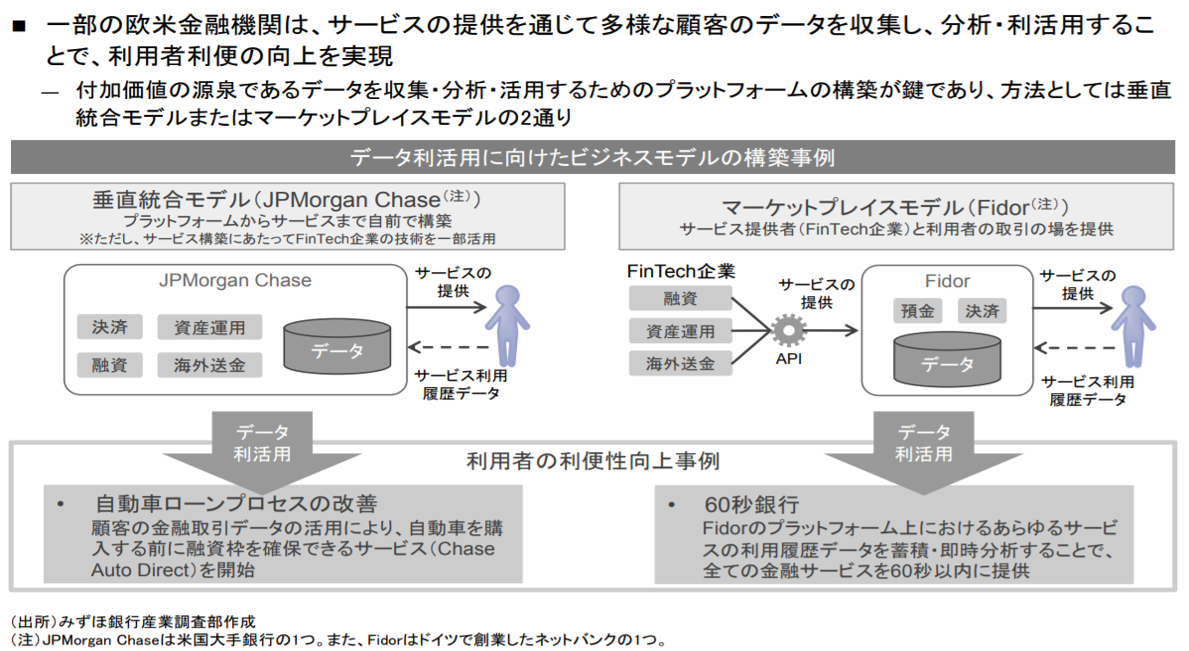 ■ 一部の欧米金融機関は、サービスの提供を通じて多様な顧客のデータを収集し、分析・利活用するこ
とで、利用者利便の向上を実現
― 付加価値の源泉であるデータを収集・分析・活用するためのプラットフォームの構築が鍵であり、方法としては垂直
統合モデルまたはマーケットプレイスモデルの2通り
データ利活用に向けたビジネスモデルの構築事例
垂直統合モデル(JPMorgan Chase(注))
プラットフォームからサービスまで自前で構築
※ただし、サービス構築にあたってFinTech企業の技術を一部活用
JPMorgan Chase
決済
資産運用
融資
海外送金
データ
サービスの
提供
サービス利用
履歴データ
マーケットプレイスモデル(Fidor(注))
サービス提供者(FinTech企業)と利用者の取引の場を提供
FinTech企業
融資
資産運用
海外送金
サービスの
提供
API
Fidor
預金
決済
データ
サービスの
提供
サービス利用
履歴データ
データ
利活用
データ
利活用
利用者の利便性向上事例
• 自動車ローンプロセスの改善
顧客の金融取引データの活用により、自動車を購
入する前に融資枠を確保できるサービス(Chase
Auto Direct)を開始
• 60秒銀行
Fidorのプラットフォーム上におけるあらゆるサービ
スの利用履歴データを蓄積・即時分析することで、
全ての金融サービスを60秒以内に提供
(出所)みずほ銀行産業調査部作成
(注)JPMorgan Chaseは米国大手銀行の1つ。また、Fidorはドイツで創業したネットバンクの1つ。